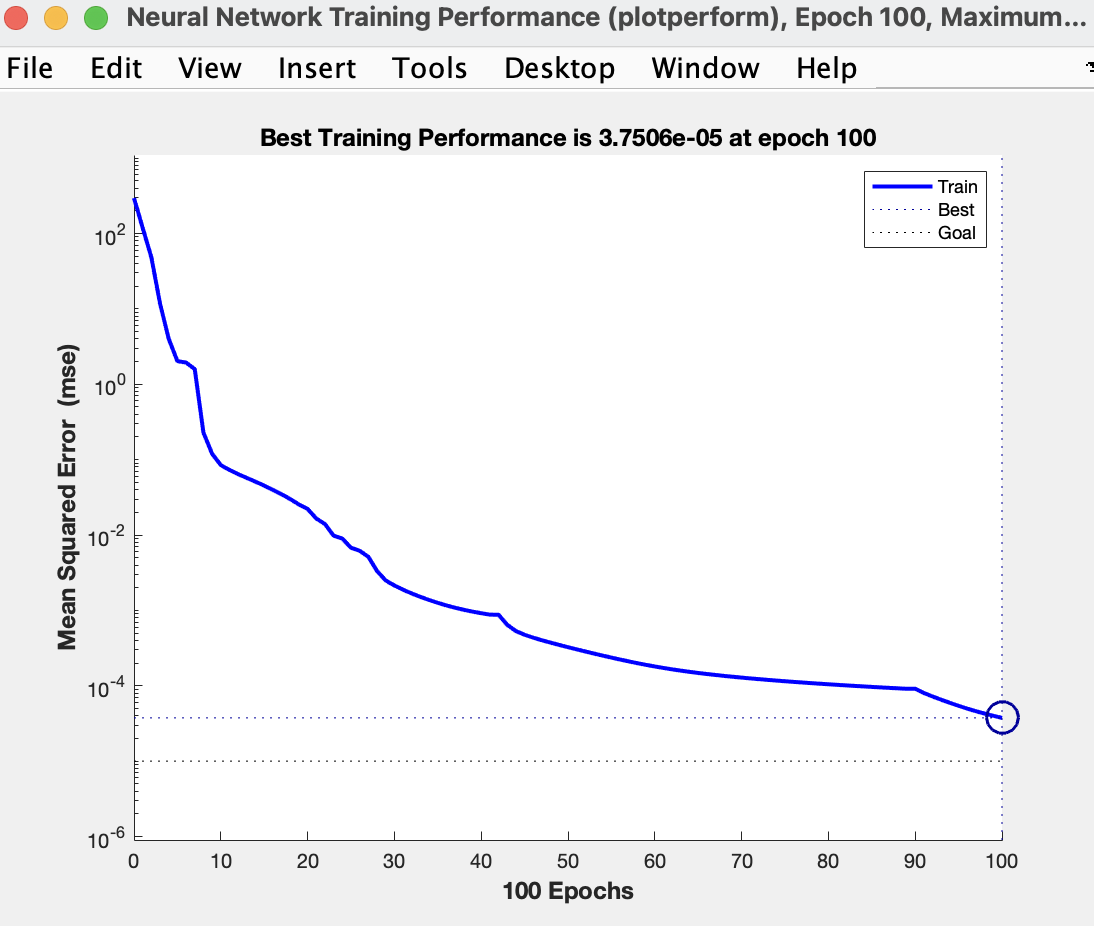 Neural Network Training Performance (plotperform), Epoch 100, Maximum...
File Edit View Insert Tools Desktop Window Help
Best Training Performance is 3.7506e-05 at epoch 100
Train
Best
Goal
10^2
10^0
10^-2
10^-4
10^-6
Mean Squared Error (mse)
0 10 20 30 40 50 60 70 80 90 100
100 Epochs